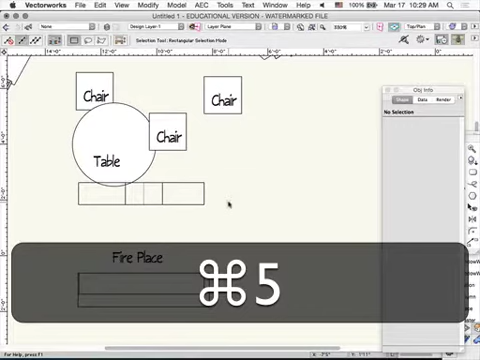 Vectorworks File Edit View Modify Model AEC Tools Text Window Mar 17 10:29 AM
Untitled 1 - EDUCATIONAL VERSION - WATERMARKED FILE
None Design Layer-1 Layer Plane 330% Top/Plan
Selection Tool: Rectangular Selection Mode
Obj Info
Shape Data Render
No Selection
Chair
Chair
Chair
Table
Fire Place
⌘5
For Help, press F1